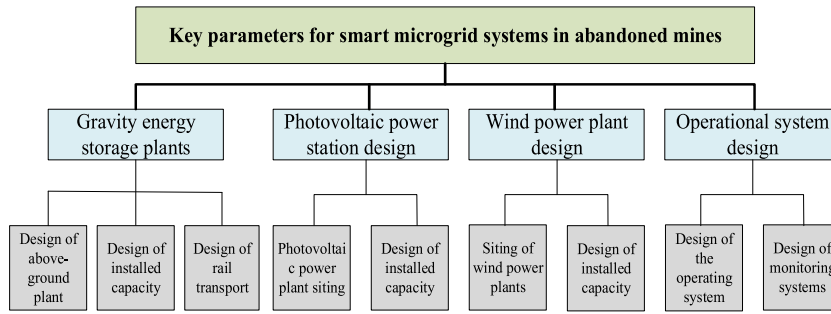 Key parameters for smart microgrid systems in abandoned mines
Gravity energy
storage plants
Photovoltaic power
station design
Wind power plant
design
Operational system
design
Design of
above-
ground
plant
Design of
installed
capacity
Design of
rail
transport
Photovoltai
c power
plant siting
Design of
installed
capacity
Siting of
wind power
plants
Design of
installed
capacity
Design of
the
operating
system
Design of
monitoring
systems